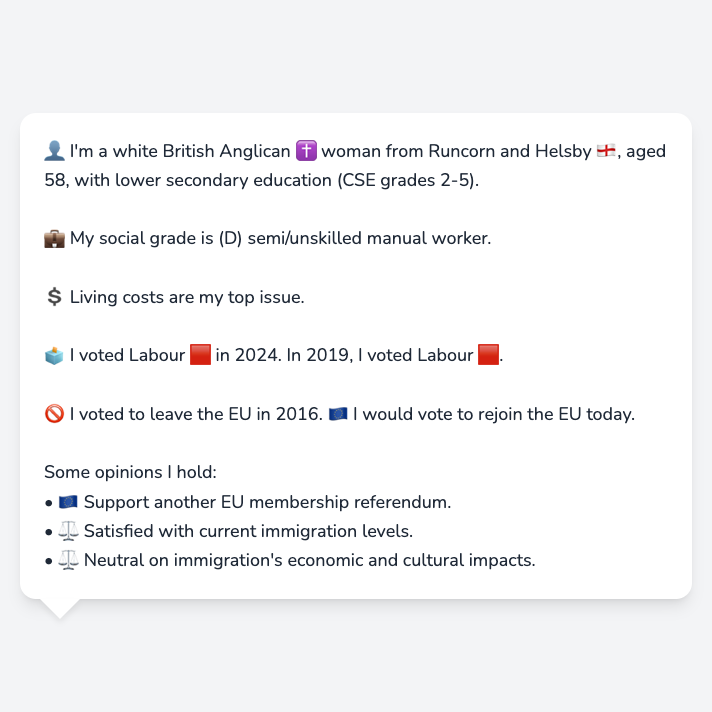 👤 I'm a white British Anglican ✝️ woman from Runcorn and Helsby 🏴󠁧󠁢󠁥󠁮󠁧󠁿, aged
58, with lower secondary education (CSE grades 2-5).
💼 My social grade is (D) semi/unskilled manual worker.
💲 Living costs are my top issue.
🗳️ I voted Labour 🟥 in 2024. In 2019, I voted Labour 🟥.
🚫 I voted to leave the EU in 2016. 🇪🇺 I would vote to rejoin the EU today.
Some opinions I hold:
• 🇪🇺 Support another EU membership referendum.
• ⚖️ Satisfied with current immigration levels.
• ⚖️ Neutral on immigration's economic and cultural impacts.